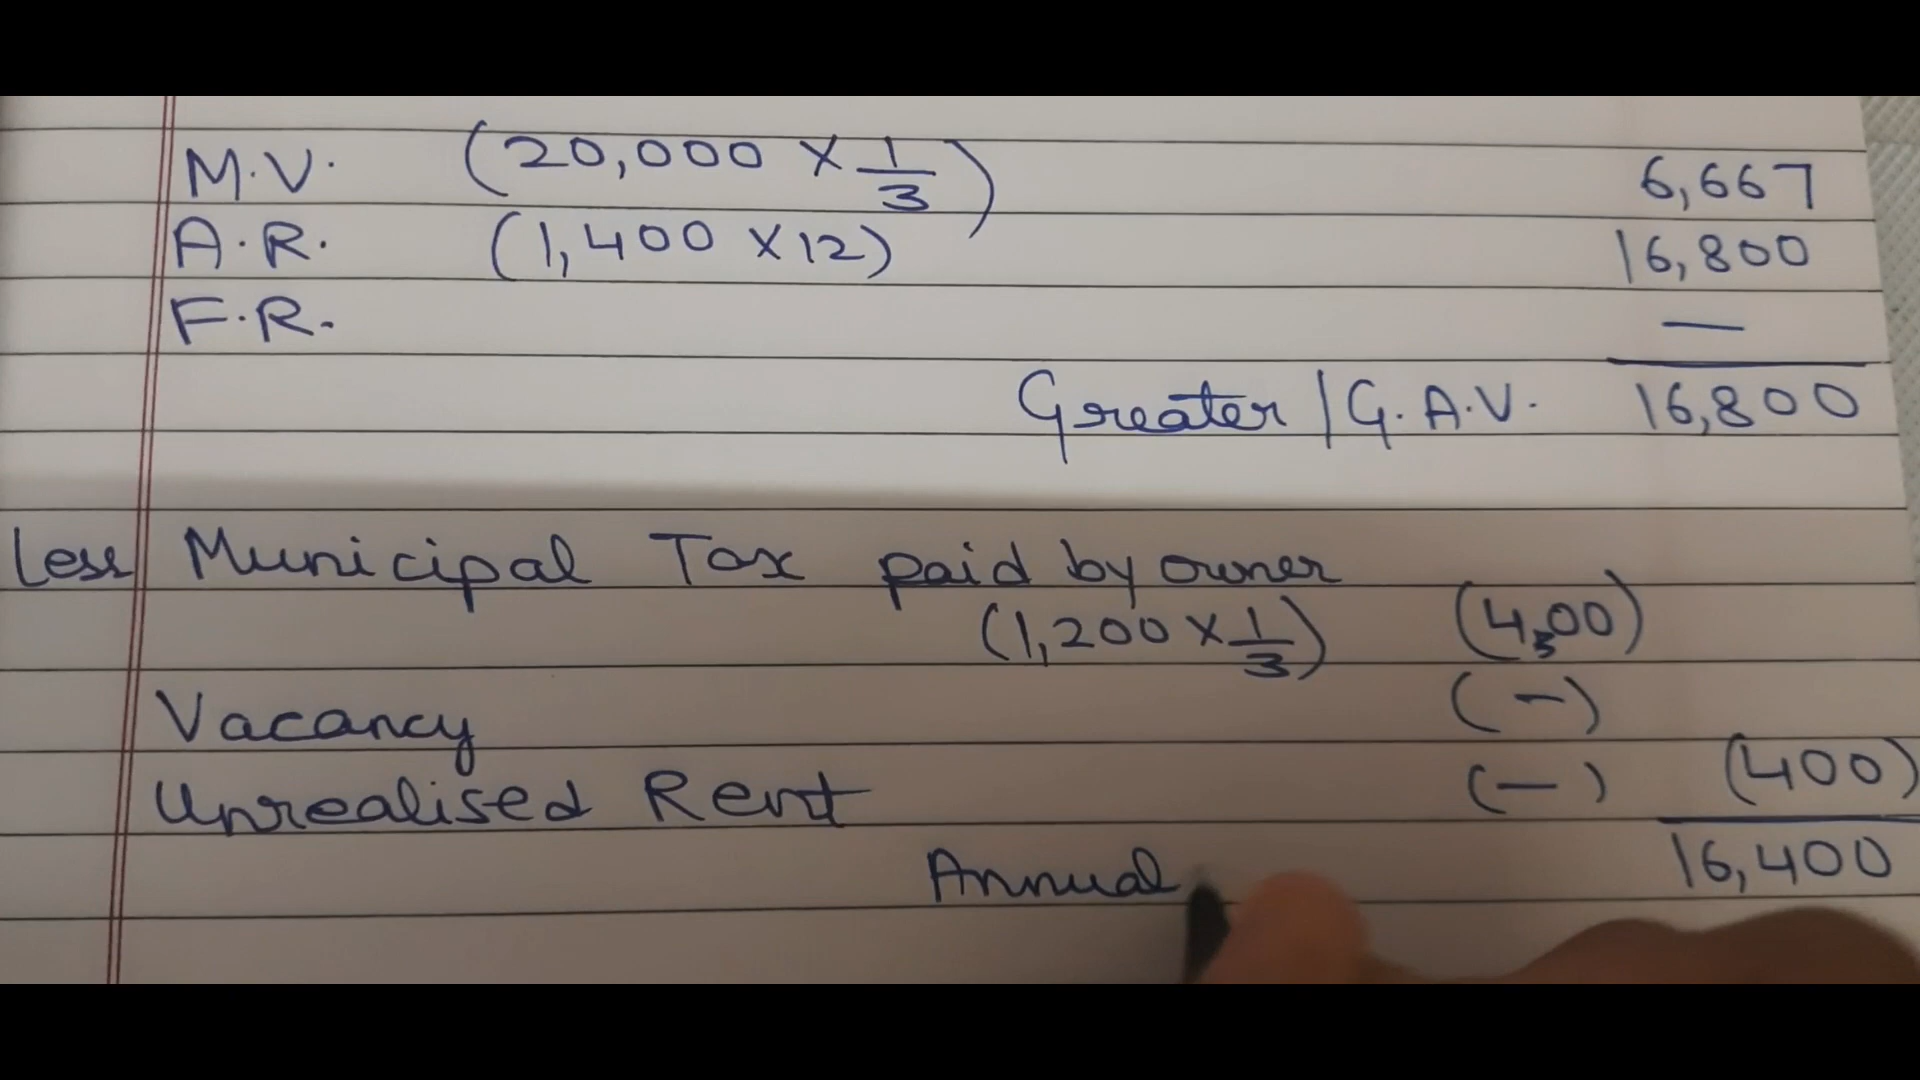 M.V. (20,000 × 1/3) 6,667
A.R. (1,400 × 12) 16,800
F.R. —
Greater / G.A.V. 16,800
Less Municipal Tax paid by owner
(1,200 × 1/3) (4,00)
Vacancy (—)
Unrealised Rent (—) (400)
Annual 16,400